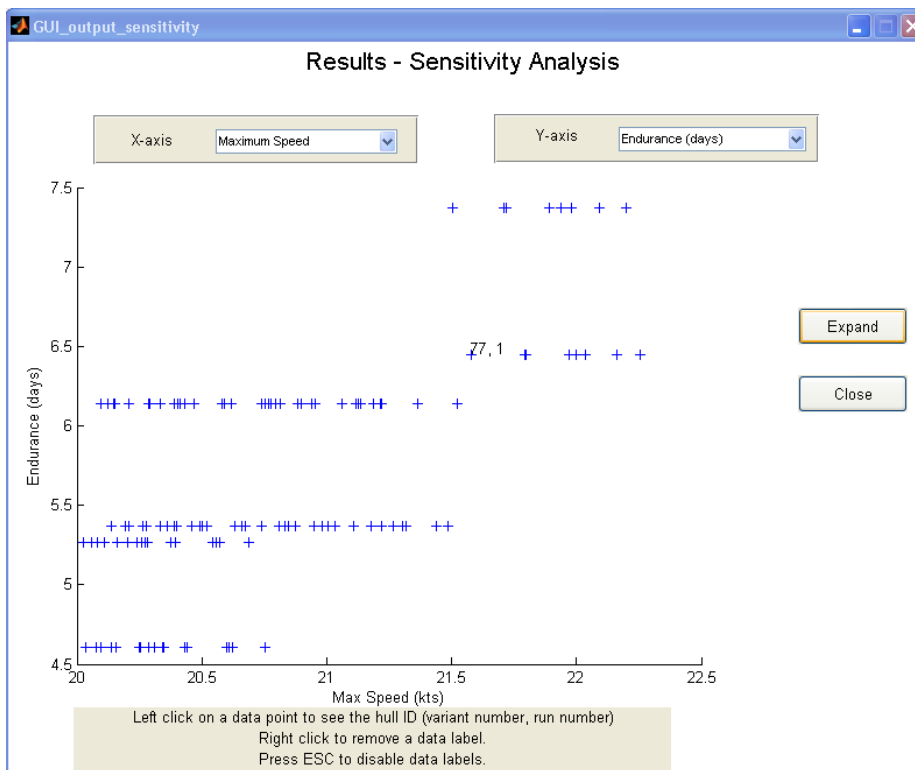 GUI_output_sensitivity
Results - Sensitivity Analysis
X-axis
Maximum Speed
Y-axis
Endurance (days)
7.5
7
6.5
6
5.5
5
4.5
Endurance (days)
77, 1
20
20.5
21
21.5
22
22.5
Max Speed (kts)
Expand
Close
Left click on a data point to see the hull ID (variant number, run number)
Right click to remove a data label.
Press ESC to disable data labels.